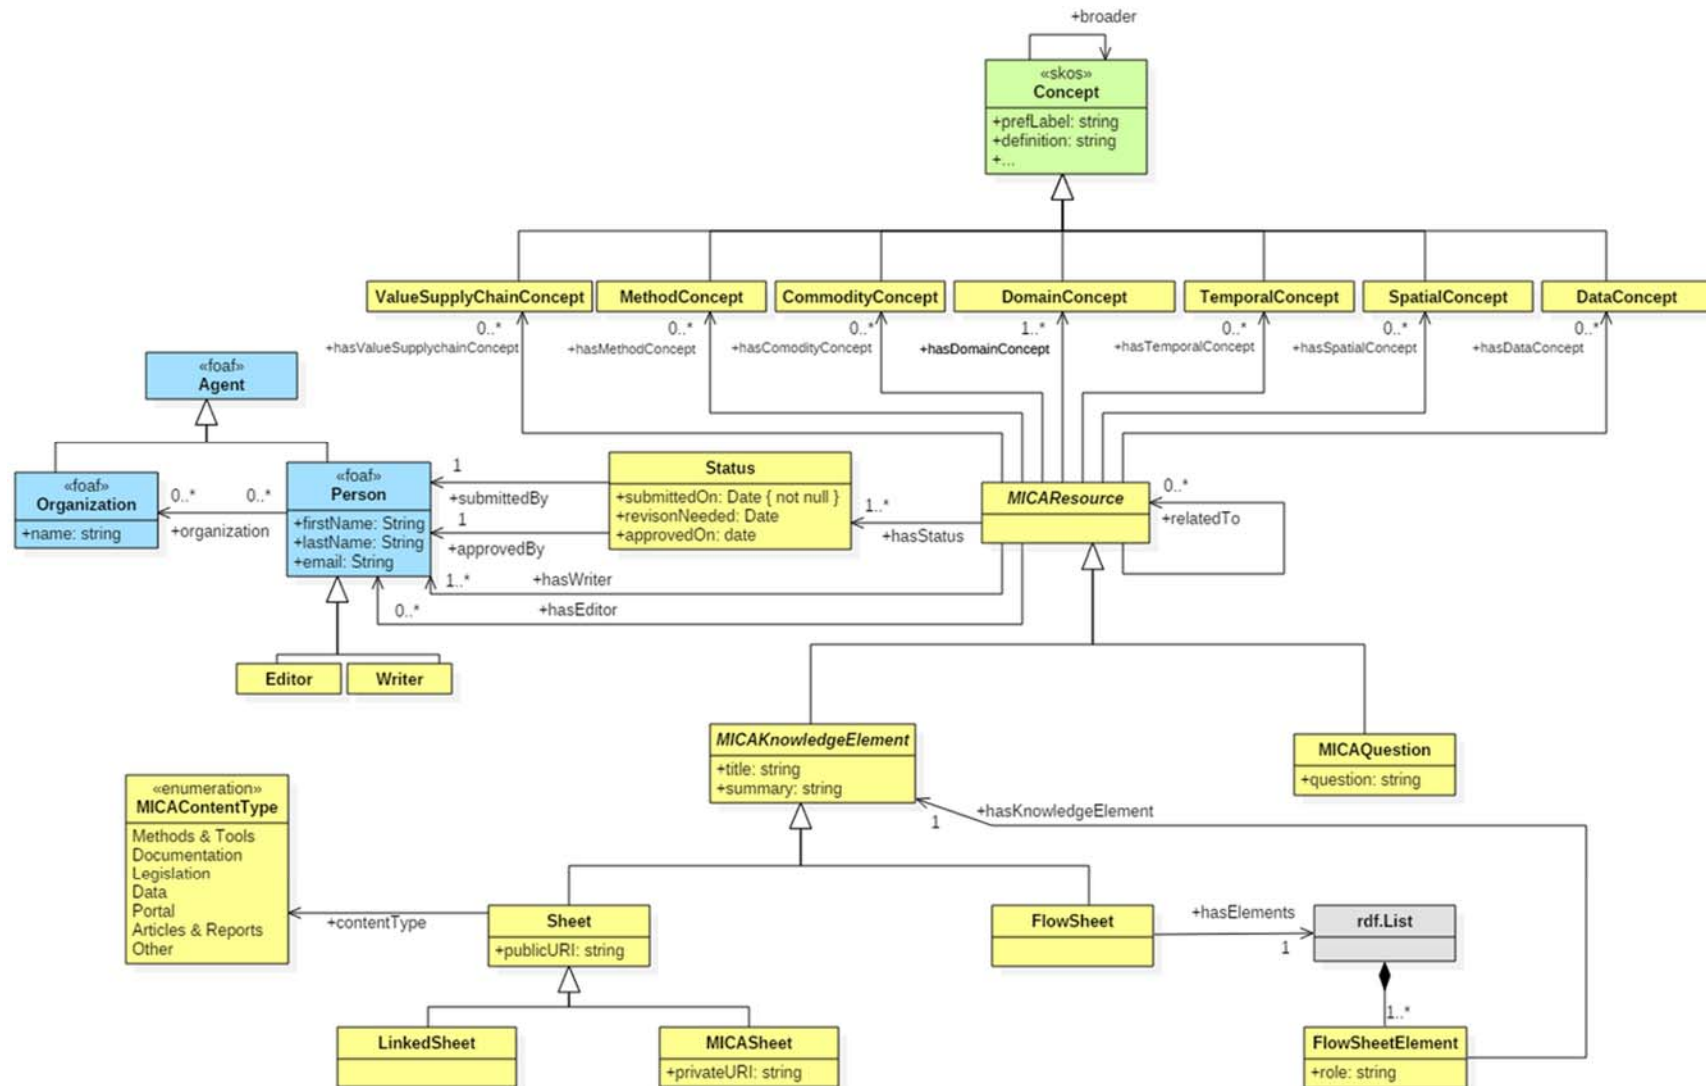 +broader
«skos»
Concept
+prefLabel: string
+definition: string
+...
ValueSupplyChainConcept
MethodConcept
CommodityConcept
DomainConcept
TemporalConcept
SpatialConcept
DataConcept
0..*
+hasValueSupplychainConcept
0..*
+hasMethodConcept
0..*
+hasComodityConcept
1..*
+hasDomainConcept
0..*
+hasTemporalConcept
0..*
+hasSpatialConcept
0..*
+hasDataConcept
«foaf»
Agent
«foaf»
Organization
+name: string
0..*
0..*
+organization
«foaf»
Person
+firstName: String
+lastName: String
+email: String
1
+submittedBy
1
+approvedBy
Status
+submittedOn: Date { not null }
+revisonNeeded: Date
+approvedOn: date
1..*
+hasStatus
MICAResource
0..*
+relatedTo
1..*
+hasWriter
0..*
+hasEditor
Editor
Writer
MICAKnowledgeElement
+title: string
+summary: string
MICAQuestion
+question: string
+hasKnowledgeElement
1
«enumeration»
MICAContentType
Methods & Tools
Documentation
Legislation
Data
Portal
Articles & Reports
Other
+contentType
Sheet
+publicURI: string
FlowSheet
+hasElements
1
rdf.List
1..*
LinkedSheet
MICASheet
+privateURI: string
FlowSheetElement
+role: string